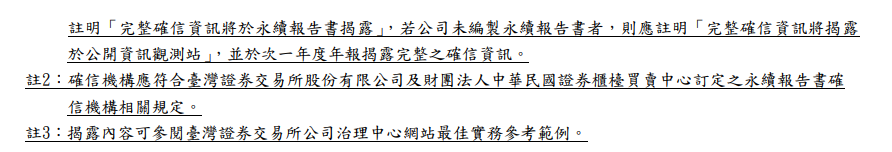 註明「完整確信資訊將於永續報告書揭露」，若公司未編製永續報告書者，則應註明「完整確信資訊將揭露
於公開資訊觀測站」，並於次一年度年報揭露完整之確信資訊。
註2：確信機構應符合臺灣證券交易所股份有限公司及財團法人中華民國證券櫃檯買賣中心訂定之永續報告書確
信機構相關規定。
註3：揭露內容可參閱臺灣證券交易所公司治理中心網站最佳實務參考範例。